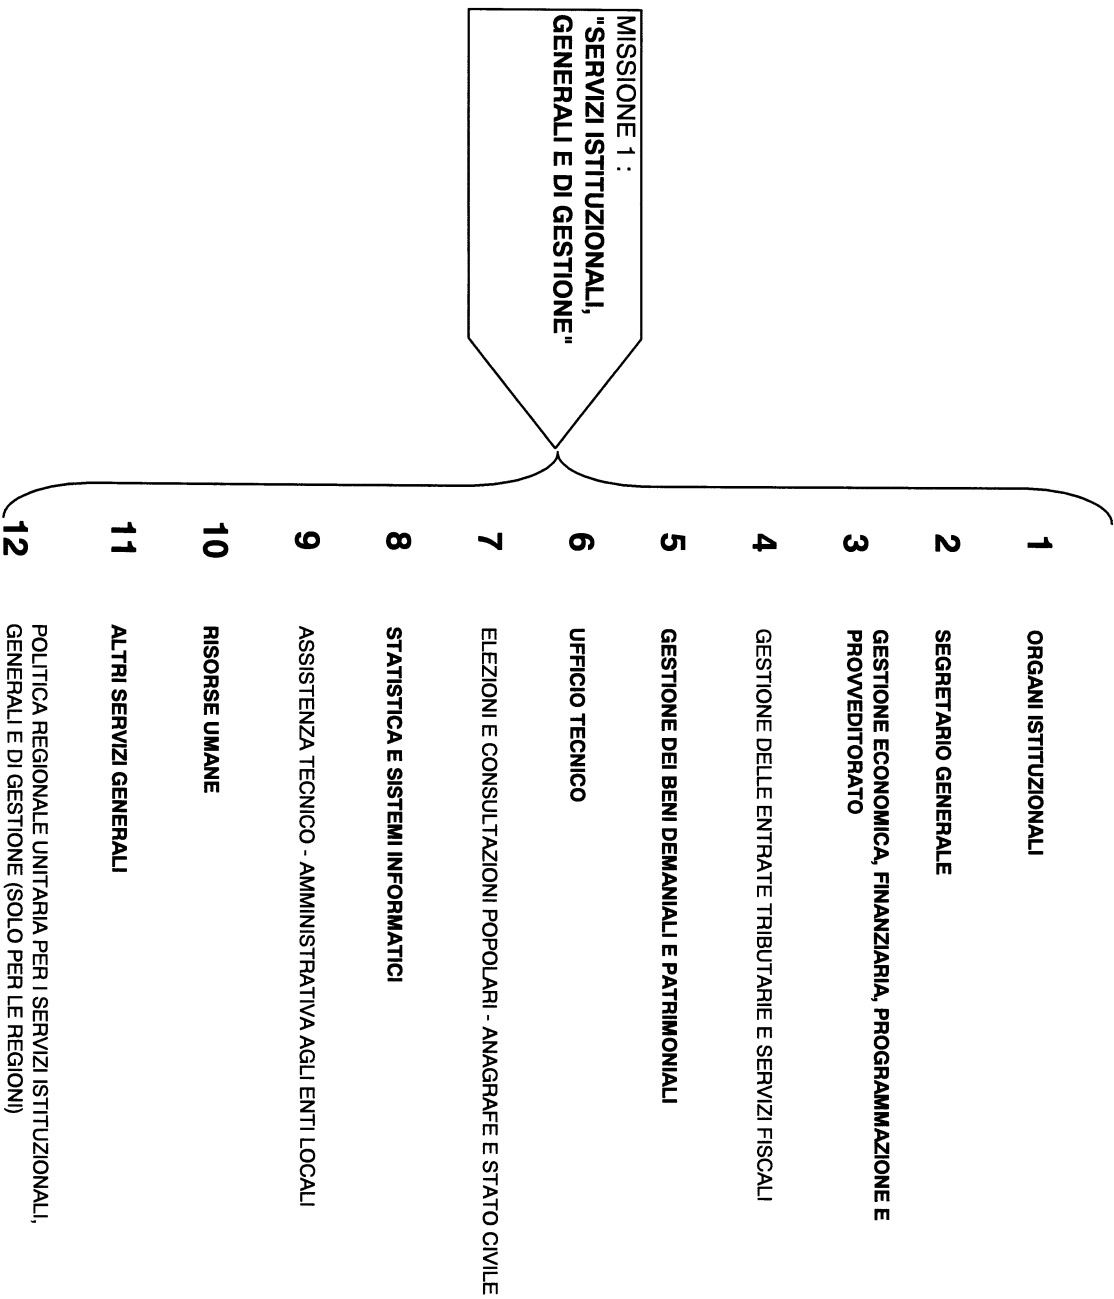 MISSIONE 1 :
"SERVIZI ISTITUZIONALI,
GENERALI E DI GESTIONE"
1 ORGANI ISTITUZIONALI
2 SEGRETARIO GENERALE
3 GESTIONE ECONOMICA, FINANZIARIA, PROGRAMMAZIONE E
PROVVEDITORATO
4 GESTIONE DELLE ENTRATE TRIBUTARIE E SERVIZI FISCALI
5 GESTIONE DEI BENI DEMANIALI E PATRIMONIALI
6 UFFICIO TECNICO
7 ELEZIONI E CONSULTAZIONI POPOLARI - ANAGRAFE E STATO CIVILE
8 STATISTICA E SISTEMI INFORMATICI
9 ASSISTENZA TECNICO - AMMINISTRATIVA AGLI ENTI LOCALI
10 RISORSE UMANE
11 ALTRI SERVIZI GENERALI
12 POLITICA REGIONALE UNITARIA PER I SERVIZI ISTITUZIONALI,
GENERALI E DI GESTIONE (SOLO PER LE REGIONI)